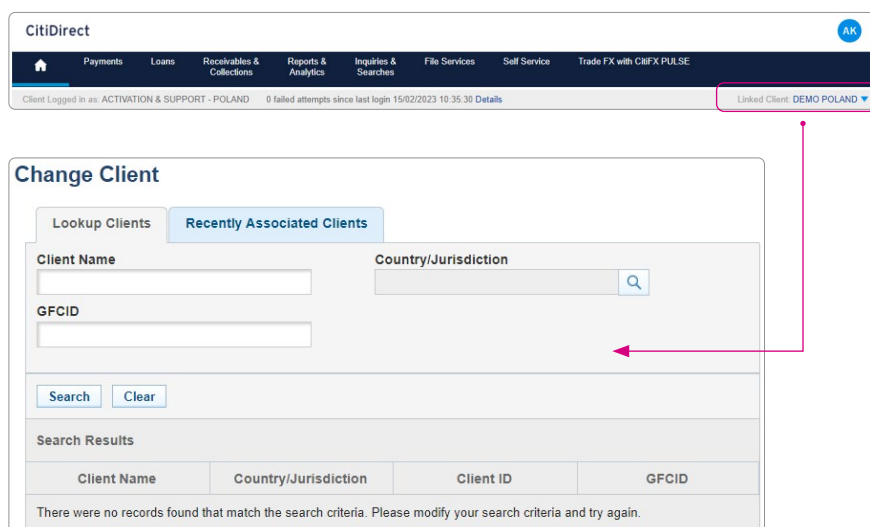 CitiDirect
AK
Payments Loans Receivables & Collections Reports & Analytics Inquiries & Searches File Services Self Service Trade FX with CitiFX PULSE
Client Logged in as: ACTIVATION & SUPPORT - POLAND 0 failed attempts since last login 15/02/2023 10:35:30 Details Linked Client: DEMO POLAND
Change Client
Lookup Clients Recently Associated Clients
Client Name Country/Jurisdiction
GFCID
Search Clear
Search Results
Client Name Country/Jurisdiction Client ID GFCID
There were no records found that match the search criteria. Please modify your search criteria and try again.